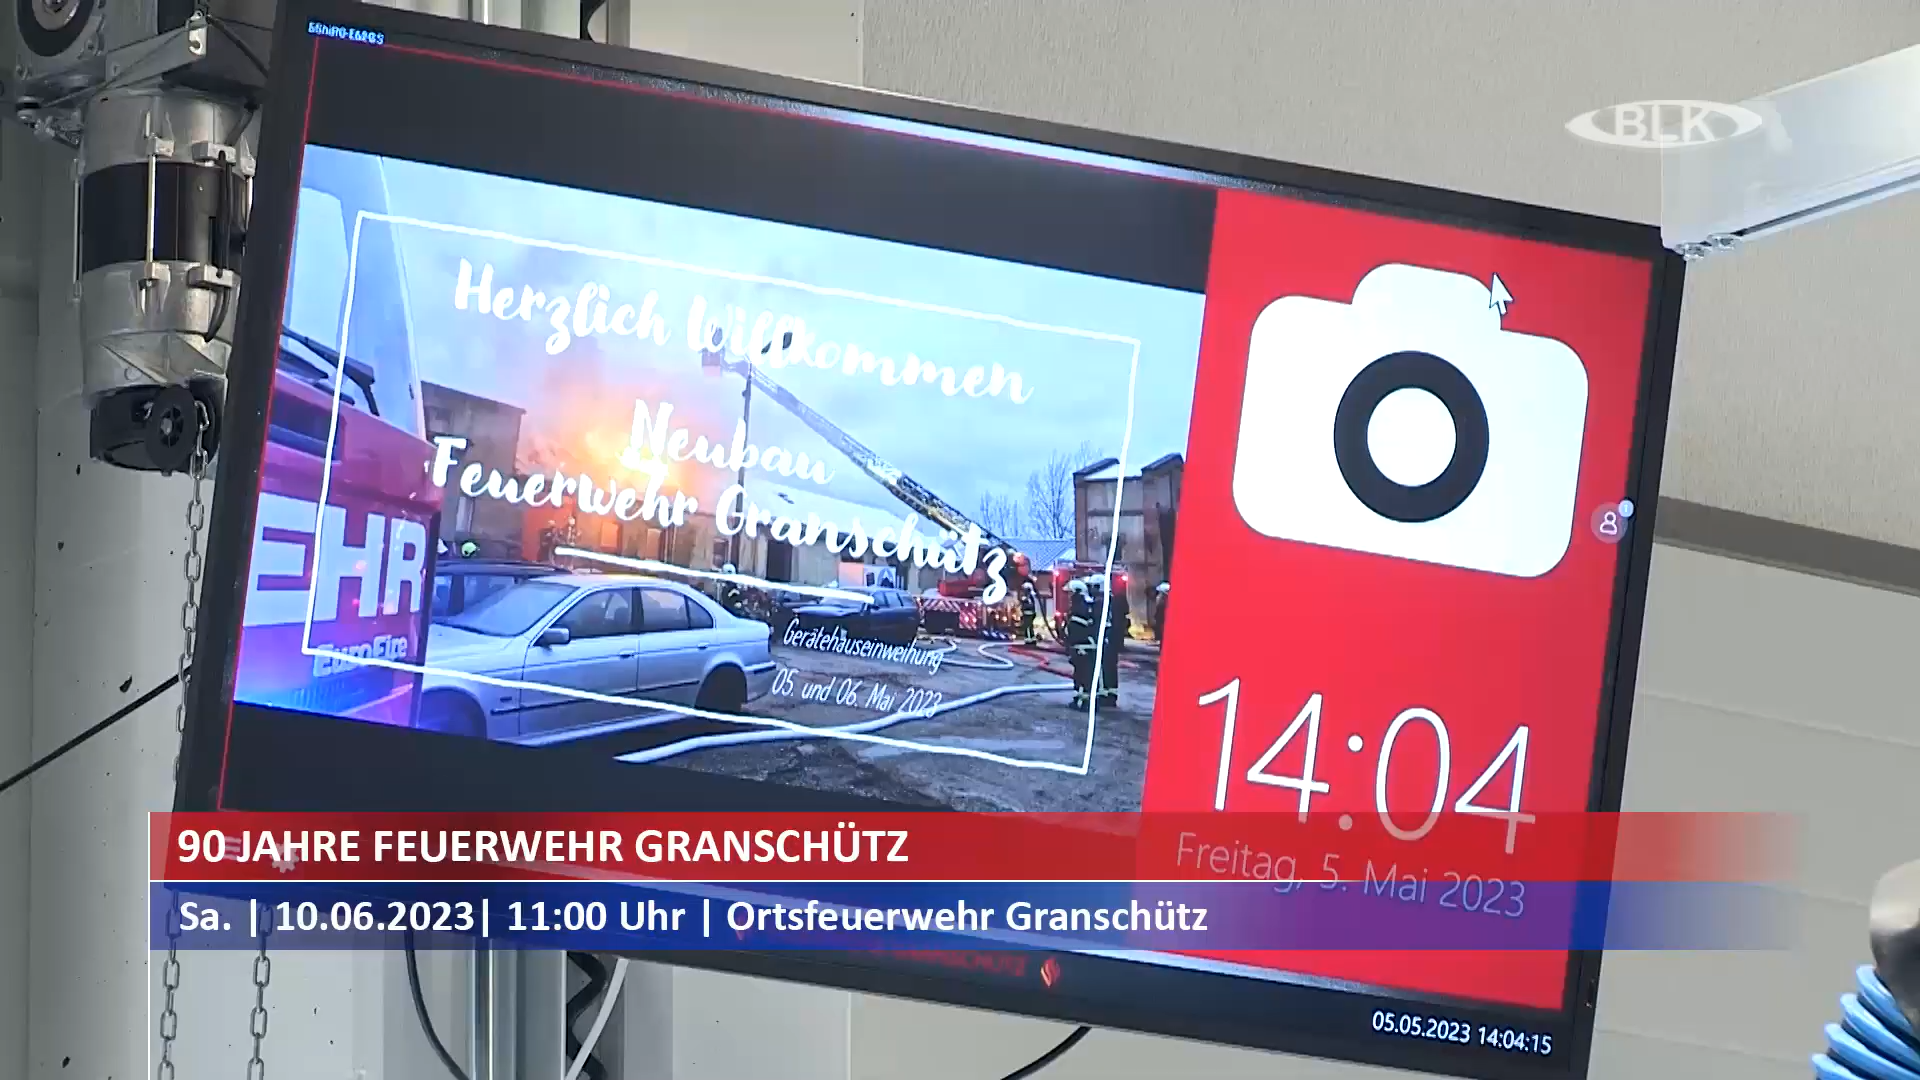 BLK
Herzlich Willkommen
Neubau
Feuerwehr Granschütz
EHR
EuroFire
Gerätehauseinweihung
05. und 06. Mai 2023
14:04
Freitag, 5. Mai 2023
90 JAHRE FEUERWEHR GRANSCHÜTZ
Sa. | 10.06.2023| 11:00 Uhr | Ortsfeuerwehr Granschütz
05.05.2023 14:04:15